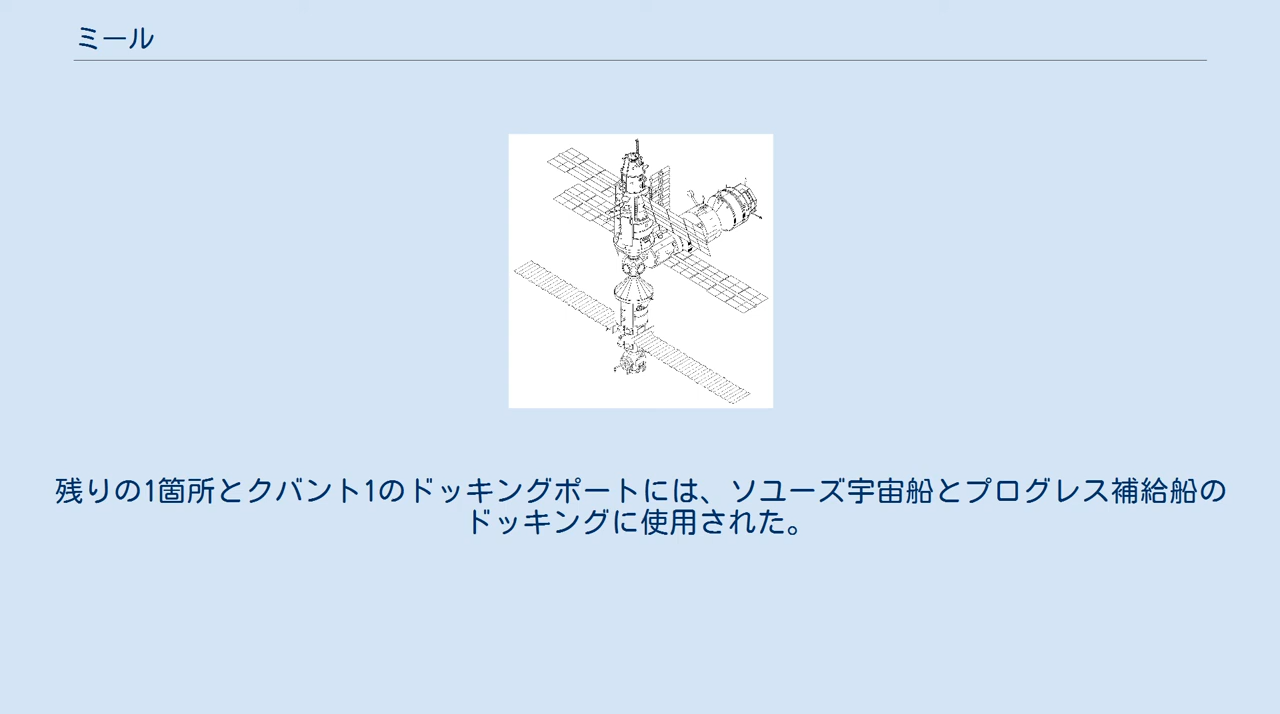 ミール
残りの1箇所とクバント1のドッキングポートには、ソユーズ宇宙船とプログレス補給船の
ドッキングに使用された。